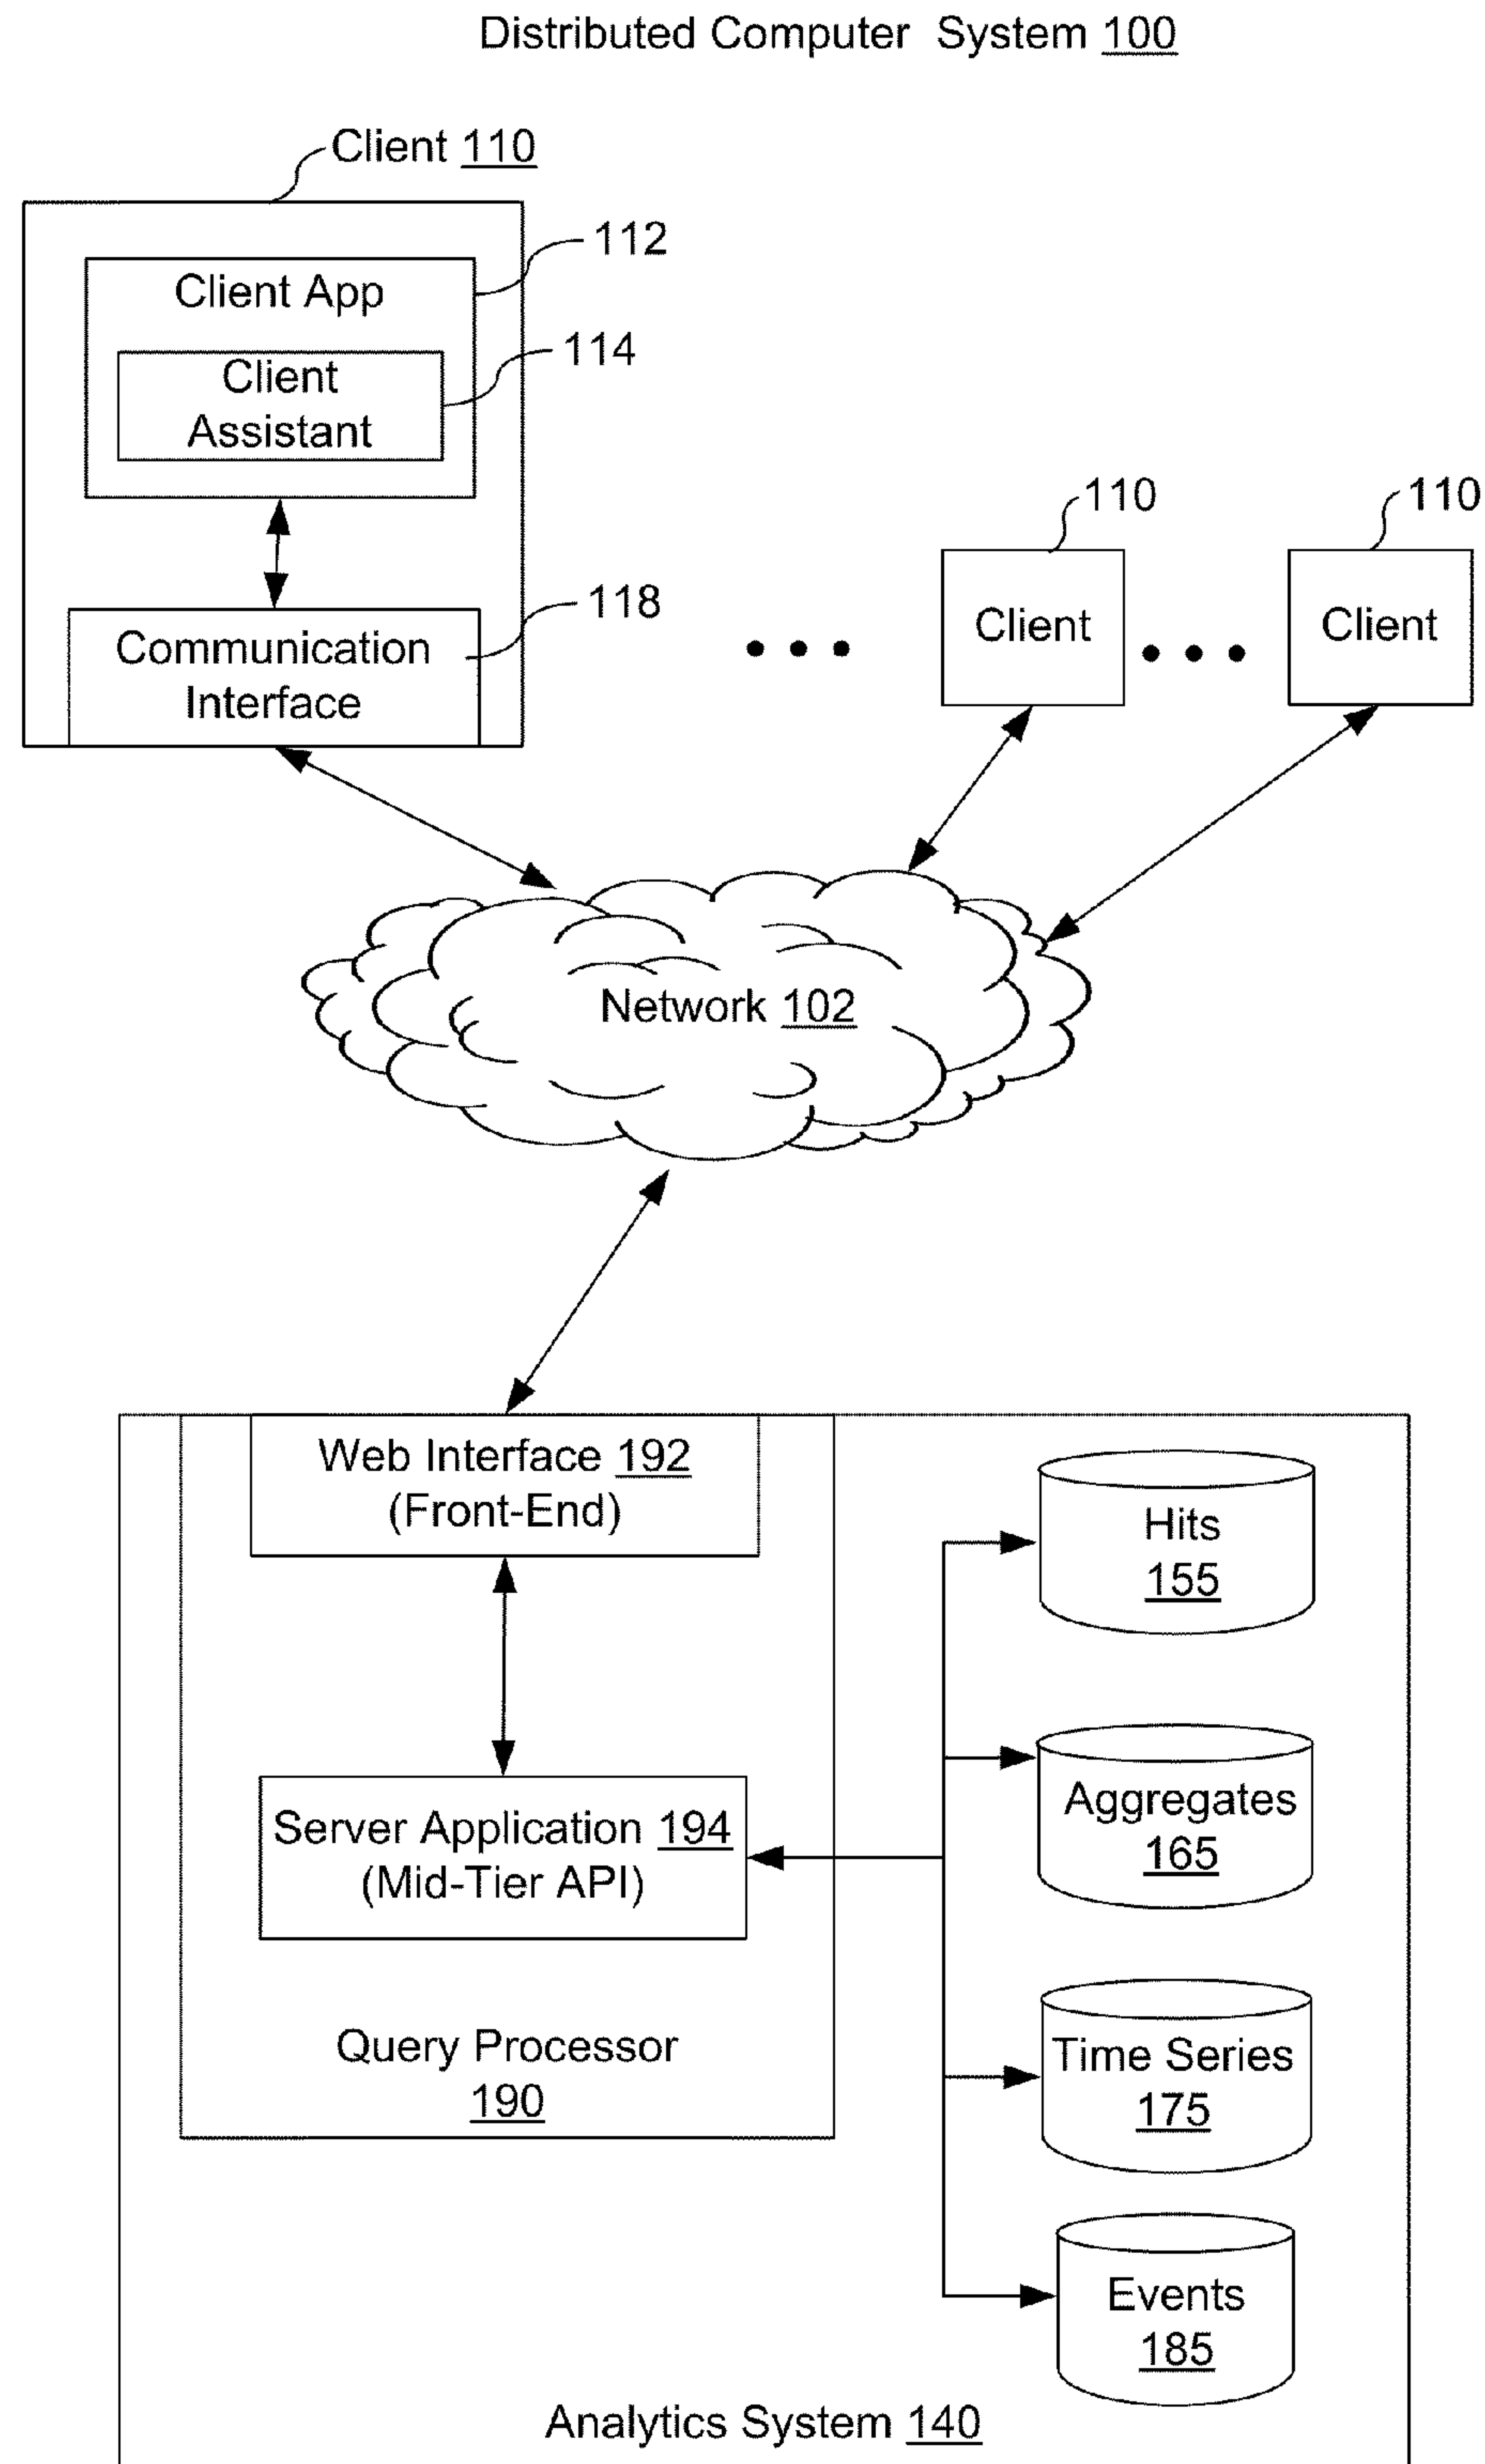 Distributed Computer System 100
Client 110
112
Client App
114
Client
Assistant
110
110
118
Communication
Interface
Client
Client
Network 102
Web Interface 192
(Front-End)
Hits
155
Server Application 194
(Mid-Tier API)
Aggregates
165
Query Processor
190
Time Series
175
Events
185
Analytics System 140